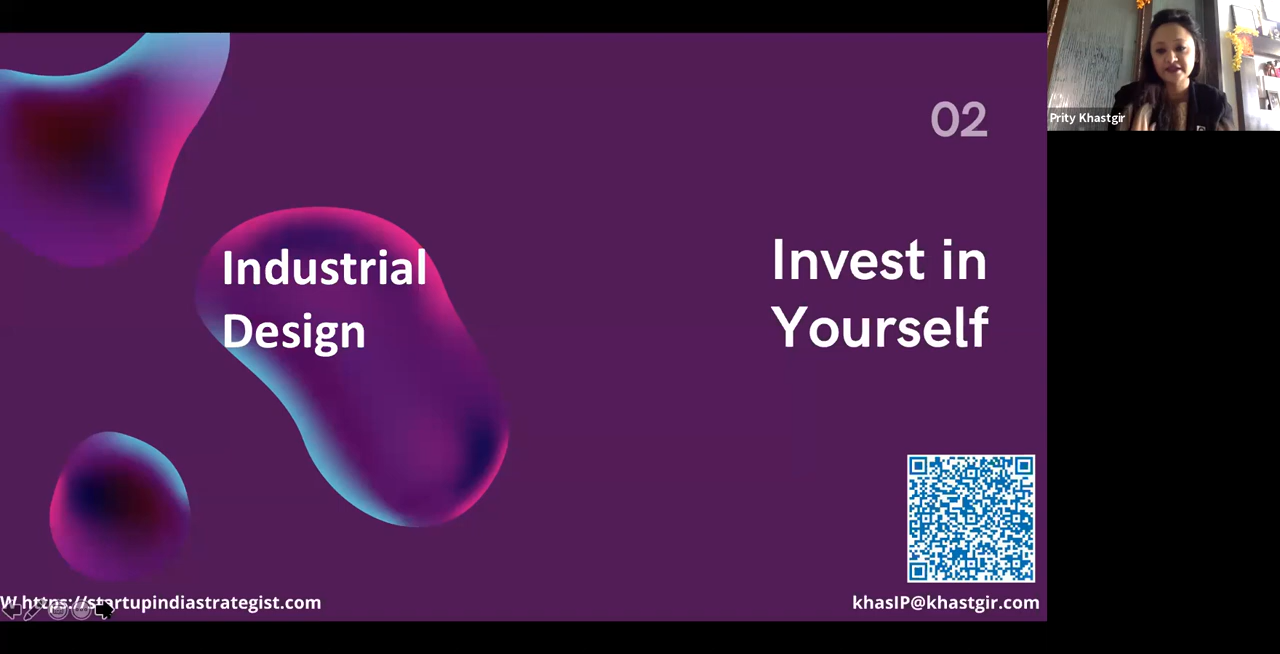 Prity Khastgir
02
Industrial
Design
Invest in
Yourself
W https://startupindiastrategist.com
khasIP@khastgir.com